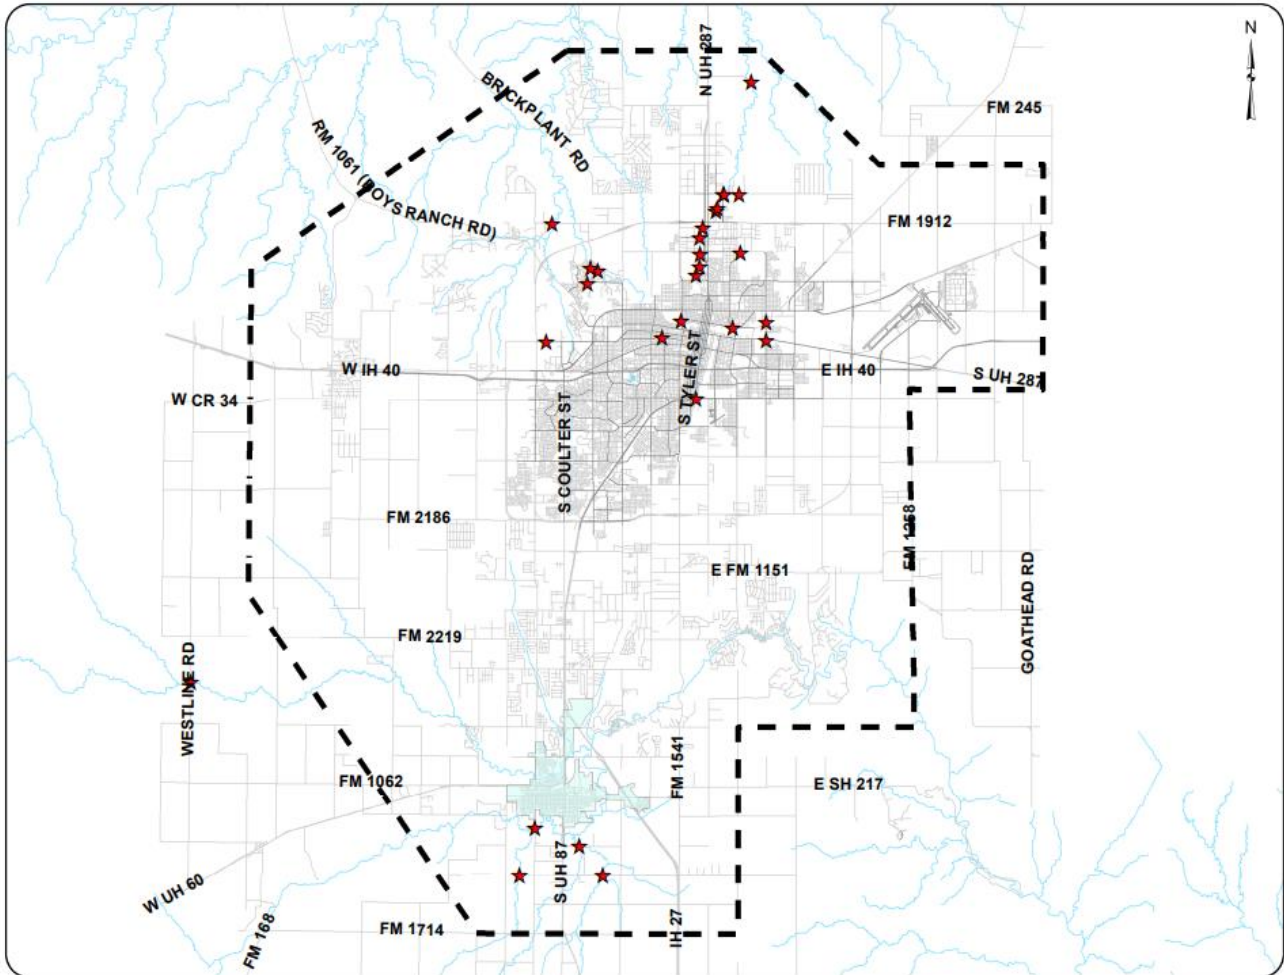 N
N UH 287
BRICKPLANT RD
FM 245
RM 1061 (BOYS RANCH RD)
FM 1912
W IH 40
S TYLER ST
E IH 40
S UH 287
W CR 34
S COULTER ST
FM 2186
FM 1258
E FM 1151
GOATHEAD RD
FM 2219
WESTLINE RD
FM 1541
FM 1062
E SH 217
S UH 87
W UH 60
FM 168
FM 1714
IH 27